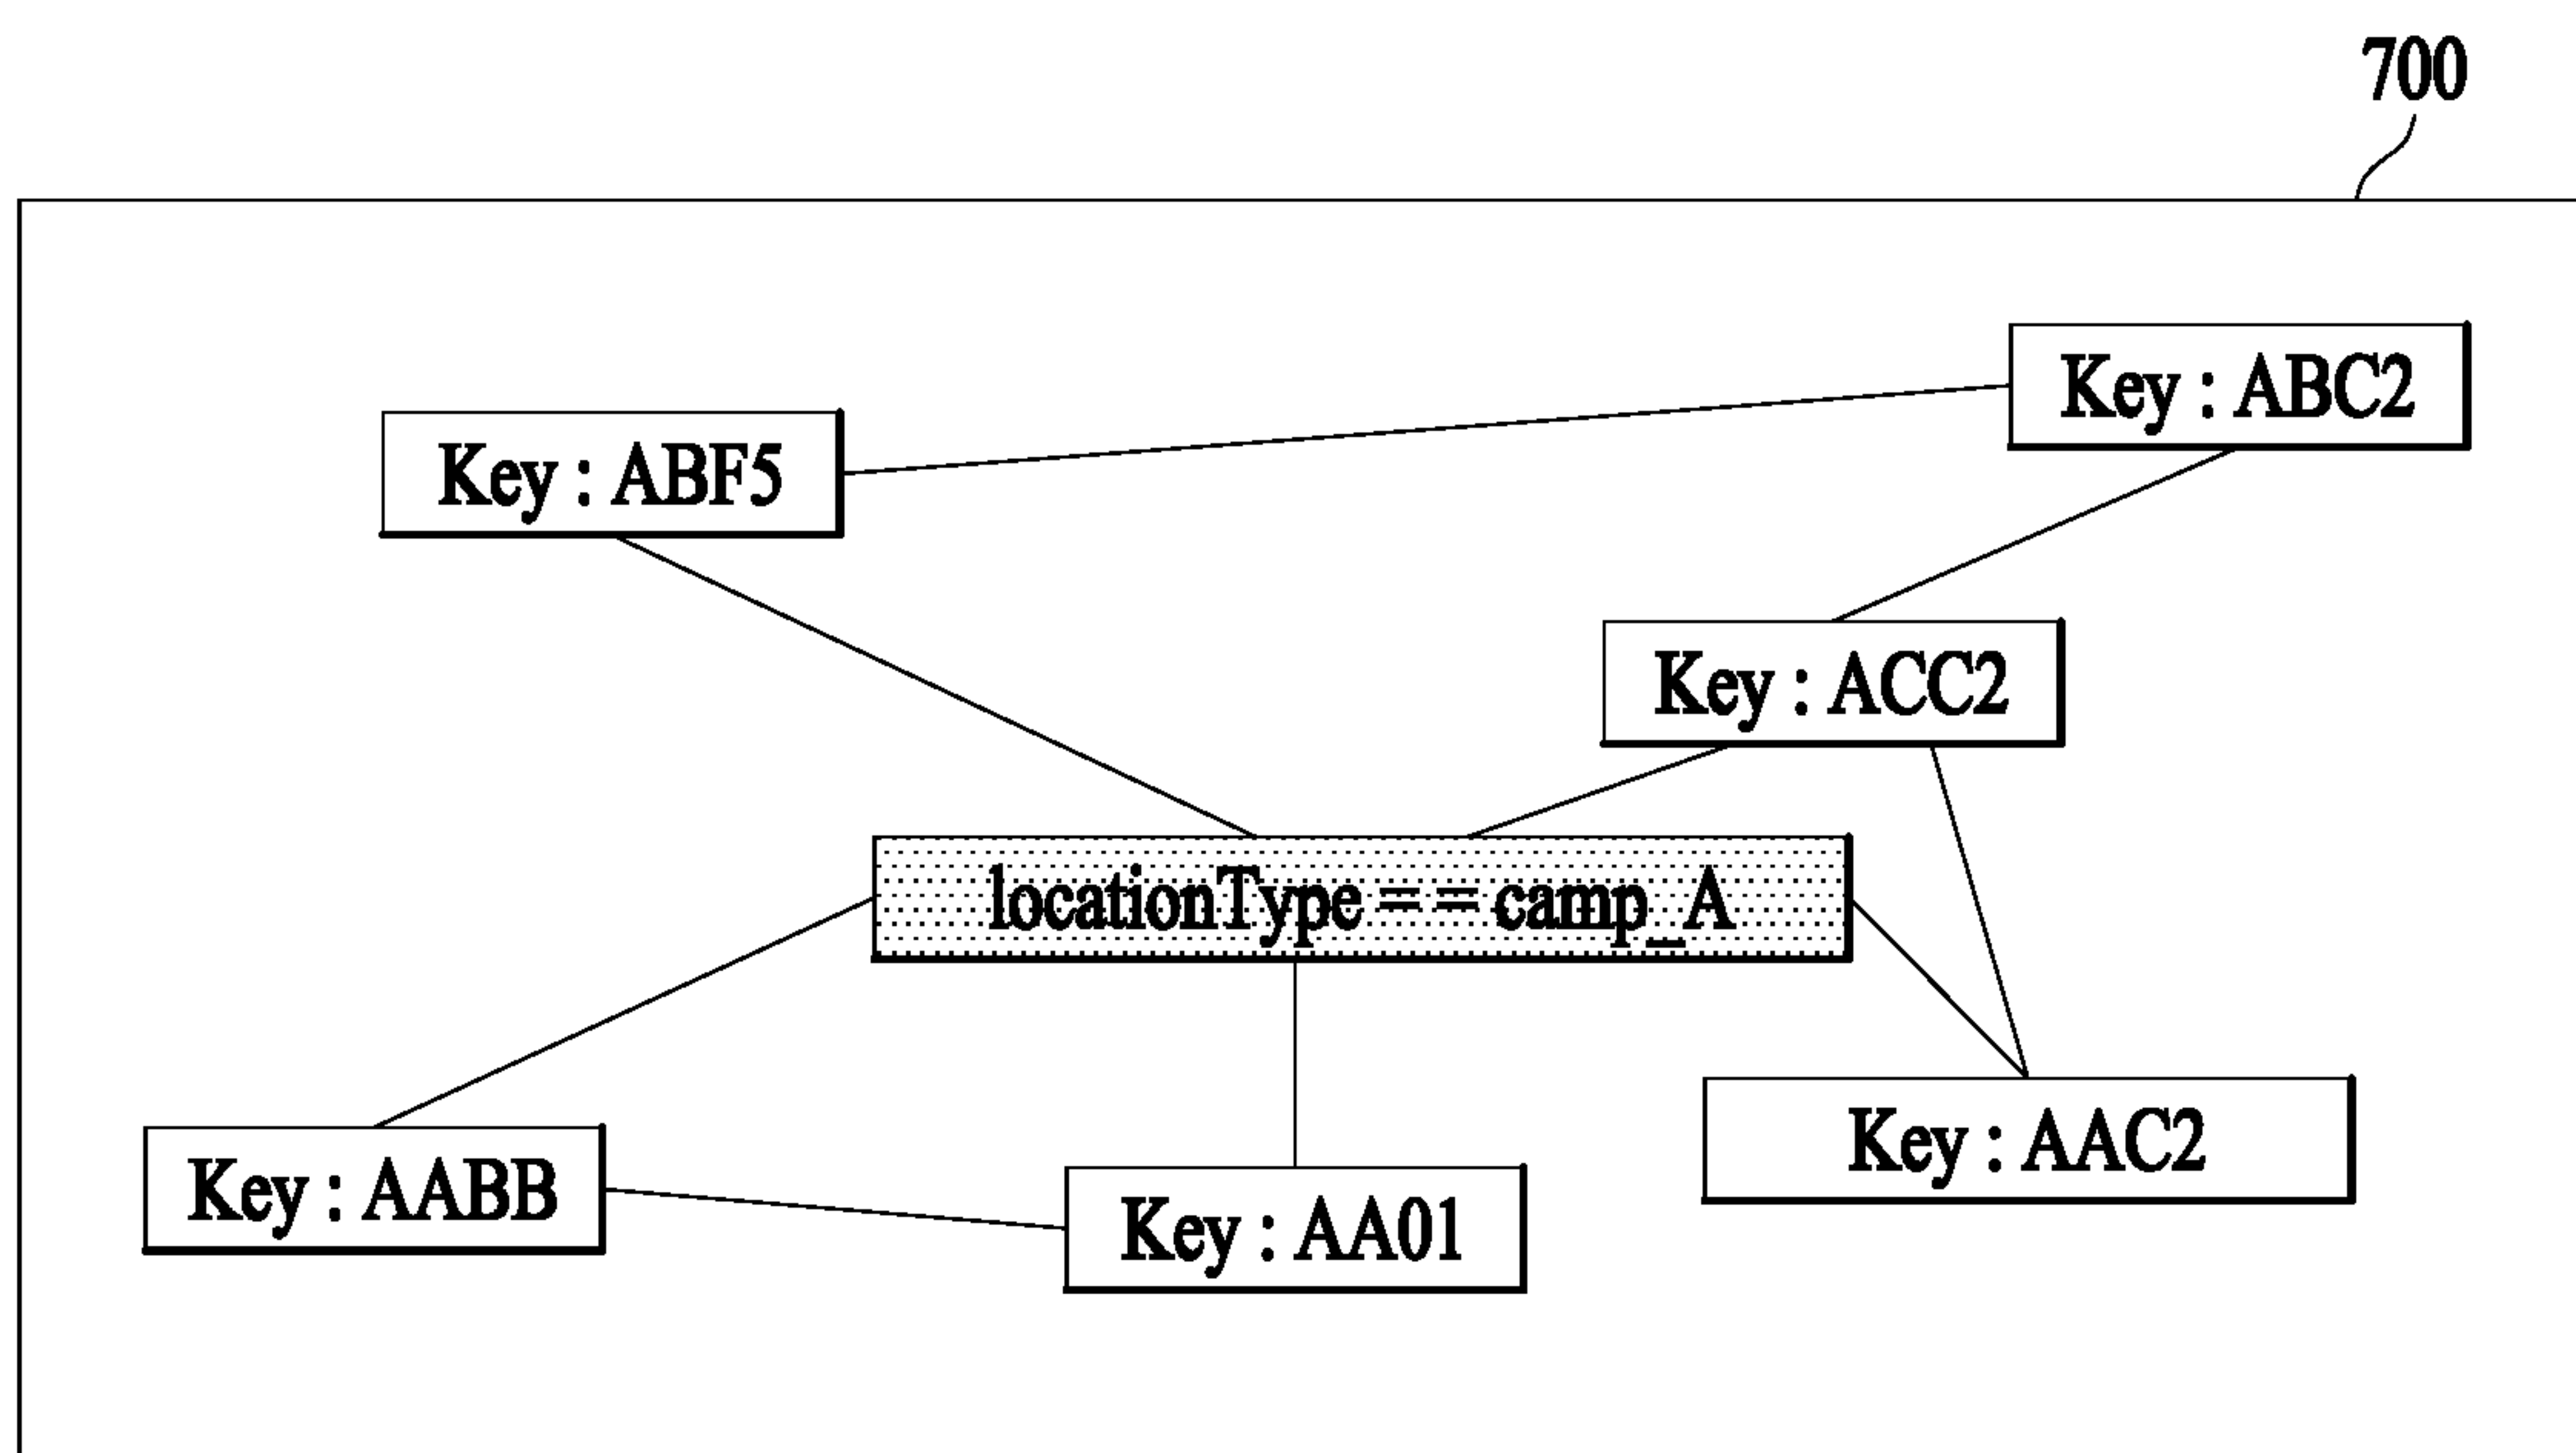 700
Key : ABC2
Key : ABF5
Key : ACC2
locationType = = camp_A
Key : AAC2
Key : AABB
Key : AA01